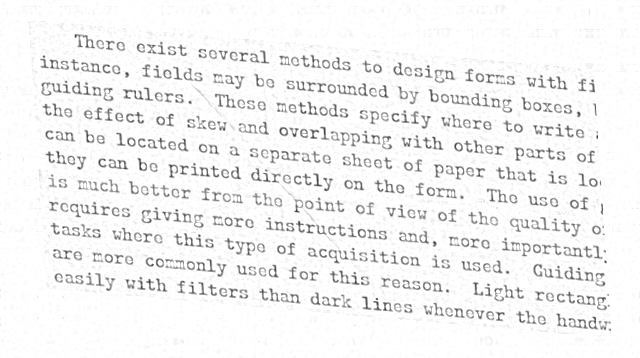 There exist several methods to design forms with fi
instance, fields may be surrounded by bounding boxes, l
guiding rulers. These methods specify where to write a
the effect of skew and overlapping with other parts of
can be located on a separate sheet of paper that is lo
they can be printed directly on the form. The use of
is much better from the point of view of the quality o
requires giving more instructions and, more importantly
tasks where this type of acquisition is used. Guiding
are more commonly used for this reason. Light rectang
easily with filters than dark lines whenever the handw